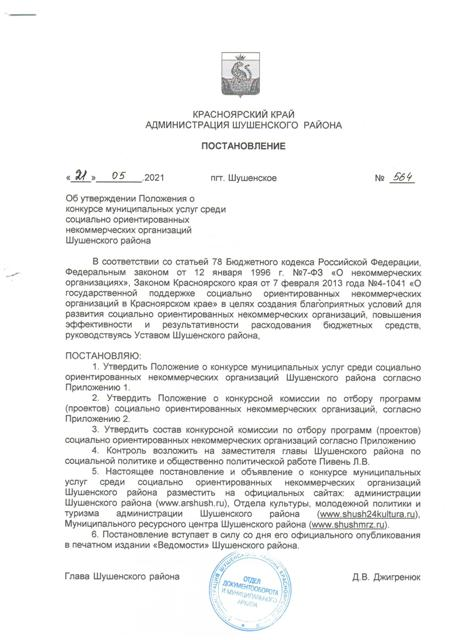 КРАСНОЯРСКИЙ КРАЙ
АДМИНИСТРАЦИЯ ШУШЕНСКОГО РАЙОНА
ПОСТАНОВЛЕНИЕ
«21» 05 .2021 пгт. Шушенское № 564
Об утверждении Положения о
конкурсе муниципальных услуг среди
социально ориентированных
некоммерческих организаций
Шушенского района
В соответствии со статьей 78 Бюджетного кодекса Российской Федерации,
Федеральным законом от 12 января 1996 г. №7-ФЗ «О некоммерческих
организациях», Законом Красноярского края от 7 февраля 2013 года №4-1041 «О
государственной поддержке социально ориентированных некоммерческих
организаций в Красноярском крае» в целях создания благоприятных условий для
развития социально ориентированных некоммерческих организаций, повышения
эффективности и результативности расходования бюджетных средств,
руководствуясь Уставом Шушенского района,
ПОСТАНОВЛЯЮ:
1. Утвердить Положение о конкурсе муниципальных услуг среди социально
ориентированных некоммерческих организаций Шушенского района согласно
Приложению 1.
2. Утвердить Положение о конкурсной комиссии по отбору программ
(проектов) социально ориентированных некоммерческих организаций, согласно
Приложению 2.
3. Утвердить состав конкурсной комиссии по отбору программ (проектов)
социально ориентированных некоммерческих организаций согласно Приложению
4. Контроль возложить на заместителя главы Шушенского района по
социальной политике и общественно политической работе Пивень Л.В.
5. Настоящее постановление и объявление о конкурсе муниципальных
услуг среди социально ориентированных некоммерческих организаций
Шушенского района разместить на официальных сайтах: администрации
Шушенского района (www.arshush.ru), Отдела культуры, молодежной политики и
туризма администрации Шушенского района (www.shush24kultura.ru),
Муниципального ресурсного центра Шушенского района (www.shushmrz.ru).
6. Постановление вступает в силу со дня его официального опубликования
в печатном издании «Ведомости» Шушенского района.
Глава Шушенского района Д.В. Джигренюк
ОТДЕЛ
ДОКУМЕНТООБОРОТА
И МУНИЦИПАЛЬНОГО
АРХИВА